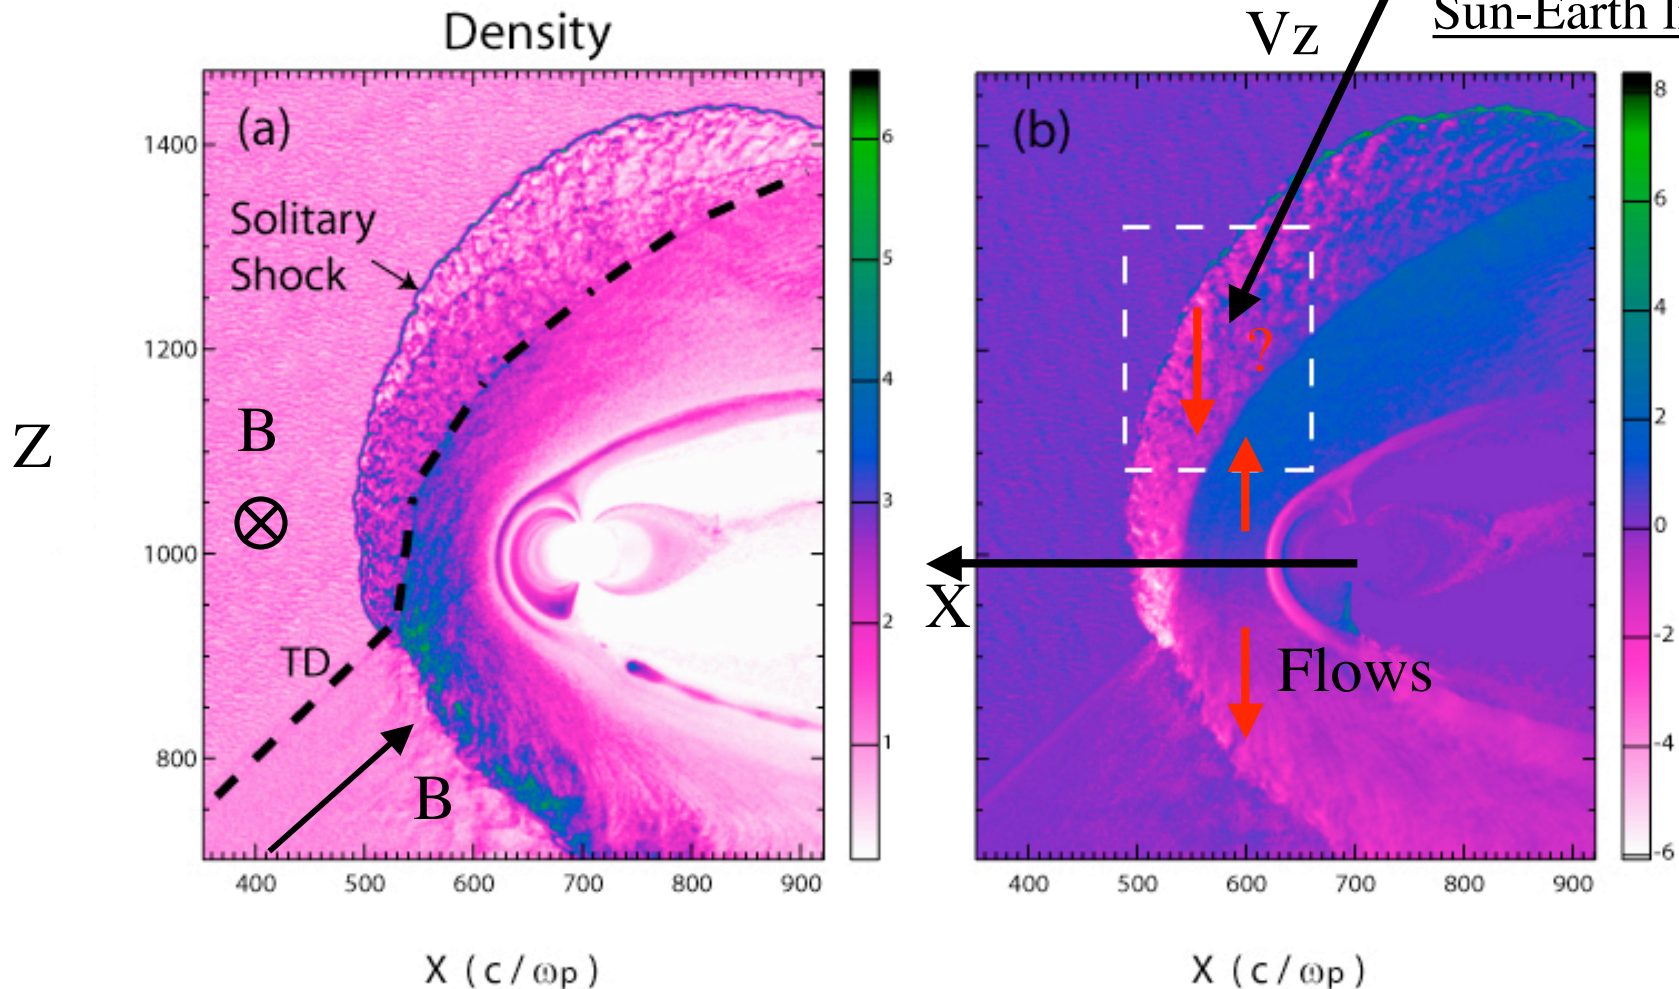 Density
Vz
Sun-Earth
(a)
(b)
Solitary
Shock
B
Z
TD
B
1400
1200
1000
800
6
5
4
3
2
1
?
X
Flows
8
6
4
2
0
-2
-4
-6
400 500 600 700 800 900
400 500 600 700 800 900
X ( c / ωp )
X ( c / ωp )